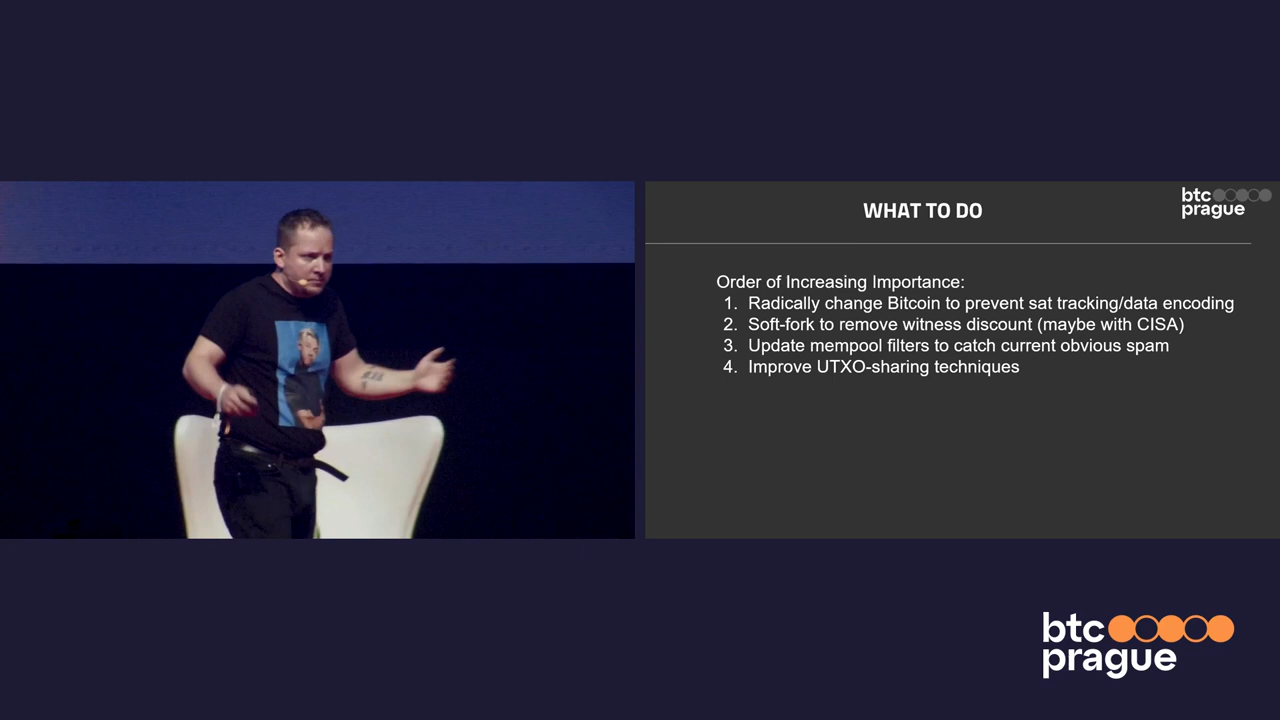 WHAT TO DO
btc
prague
Order of Increasing Importance:
1. Radically change Bitcoin to prevent sat tracking/data encoding
2. Soft-fork to remove witness discount (maybe with CISA)
3. Update mempool filters to catch current obvious spam
4. Improve UTXO-sharing techniques
btc
prague